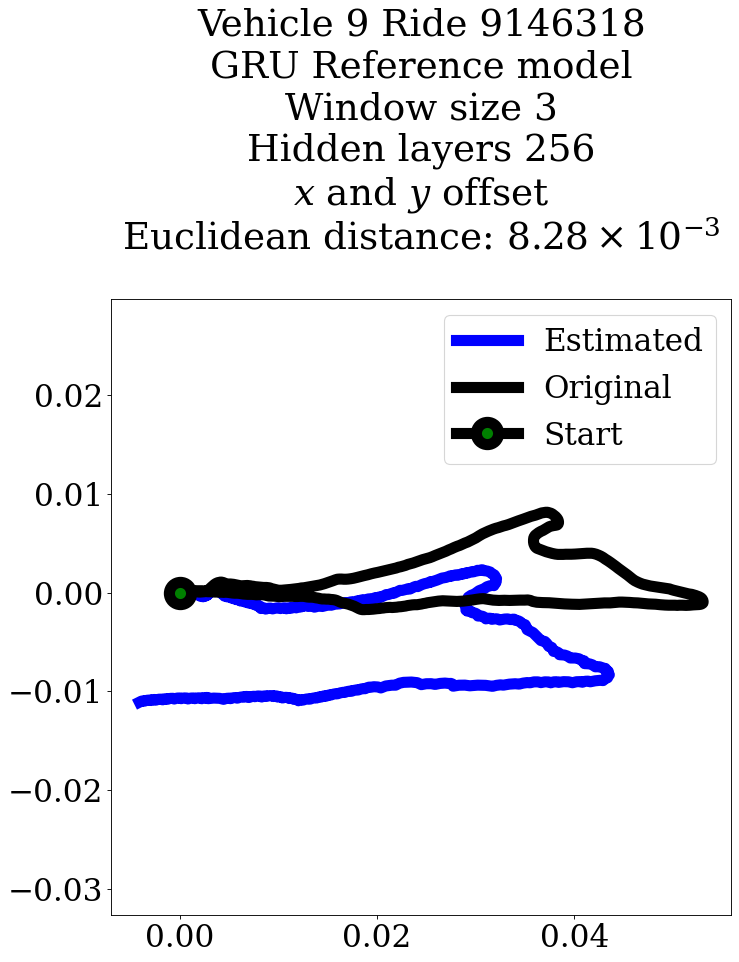 Vehicle 9 Ride 9146318
GRU Reference model
Window size 3
Hidden layers 256
x and y offset
Euclidean distance: 8.28 × 10⁻³
Estimated
Original
Start
0.02
0.01
0.00
−0.01
−0.02
−0.03
0.00 0.02 0.04